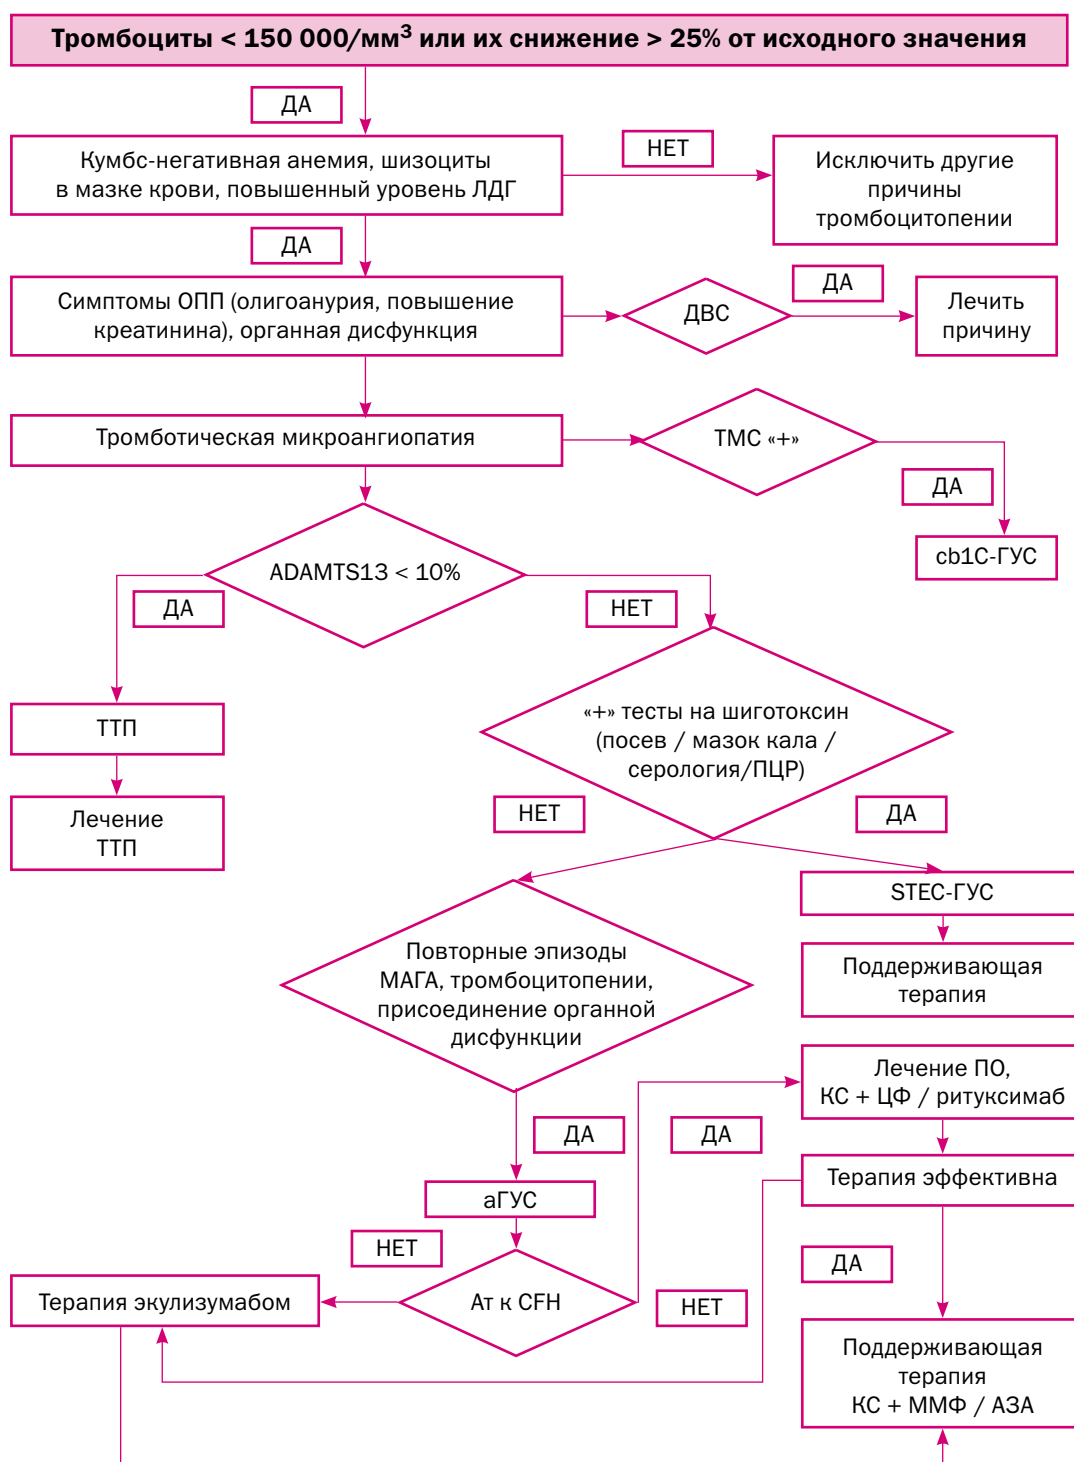 Тромбоциты < 150 000/мм³ или их снижение > 25% от исходного значения
ДА
Кумбс-негативная анемия, шизоциты
в мазке крови, повышенный уровень ЛДГ
НЕТ
Исключить другие
причины
тромбоцитопении
ДА
Симптомы ОПП (олигоанурия, повышение
креатинина), органная дисфункция
ДВС
ДА
Лечить
причину
Тромботическая микроангиопатия
ТМС «+»
ДА
cb1C-ГУС
ADAMTS13 < 10%
ДА
НЕТ
ТТП
Лечение
ТТП
«+» тесты на шиготоксин
(посев / мазок кала /
серология/ПЦР)
НЕТ
ДА
STEC-ГУС
Поддерживающая
терапия
Повторные эпизоды
МАГА, тромбоцитопении,
присоединение органной
дисфункции
Лечение ПО,
КС + ЦФ / ритуксимаб
ДА
ДА
Терапия эффективна
аГУС
НЕТ
ДА
Терапия экулизумабом
Ат к CFH
НЕТ
Поддерживающая
терапия
КС + ММФ / АЗА